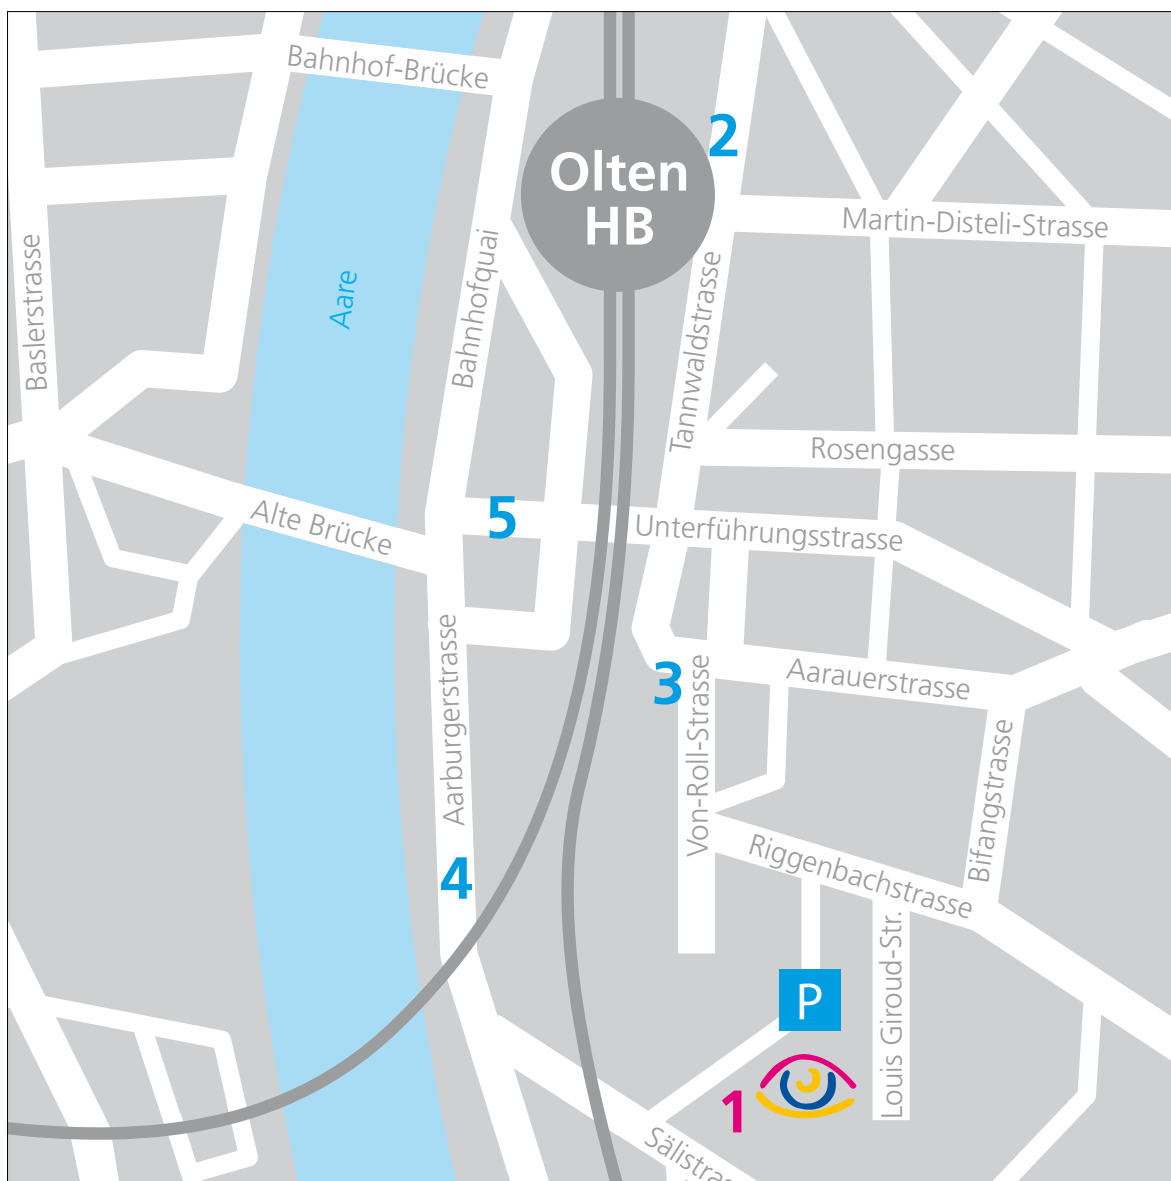 Bahnhof-Brücke
2
Olten
HB
Martin-Disteli-Strasse
Baslerstrasse
Aare
Bahnhofquai
Tannwaldstrasse
Rosengasse
5
Alte Brücke
Unterführungsstrasse
3
Aarauerstrasse
Aarburgerstrasse
Von-Roll-Strasse
Bifangstrasse
4
Riggenbachstrasse
Louis Giroud-Str.
P
1
Sälistras